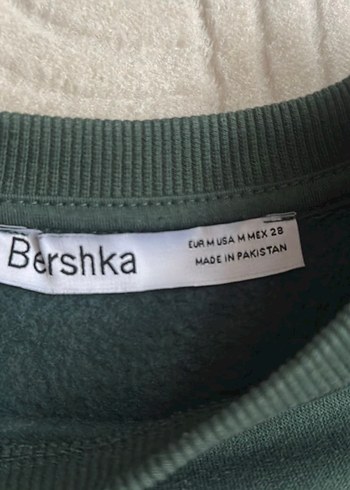 Bershka
EUR M USA M MEX 28
MADE IN PAKISTAN